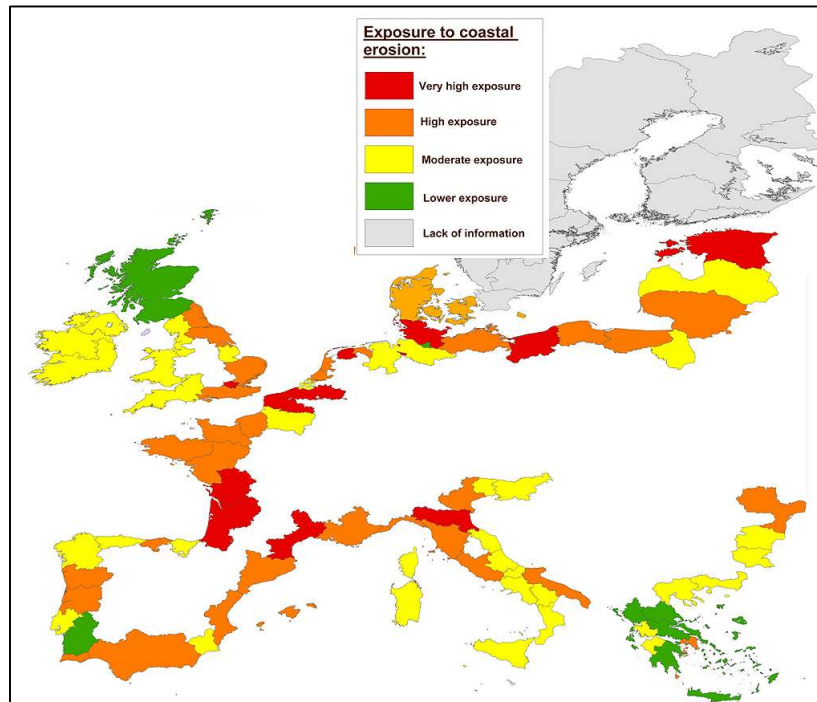 Exposure to coastal
erosion:
Very high exposure
High exposure
Moderate exposure
Lower exposure
Lack of information